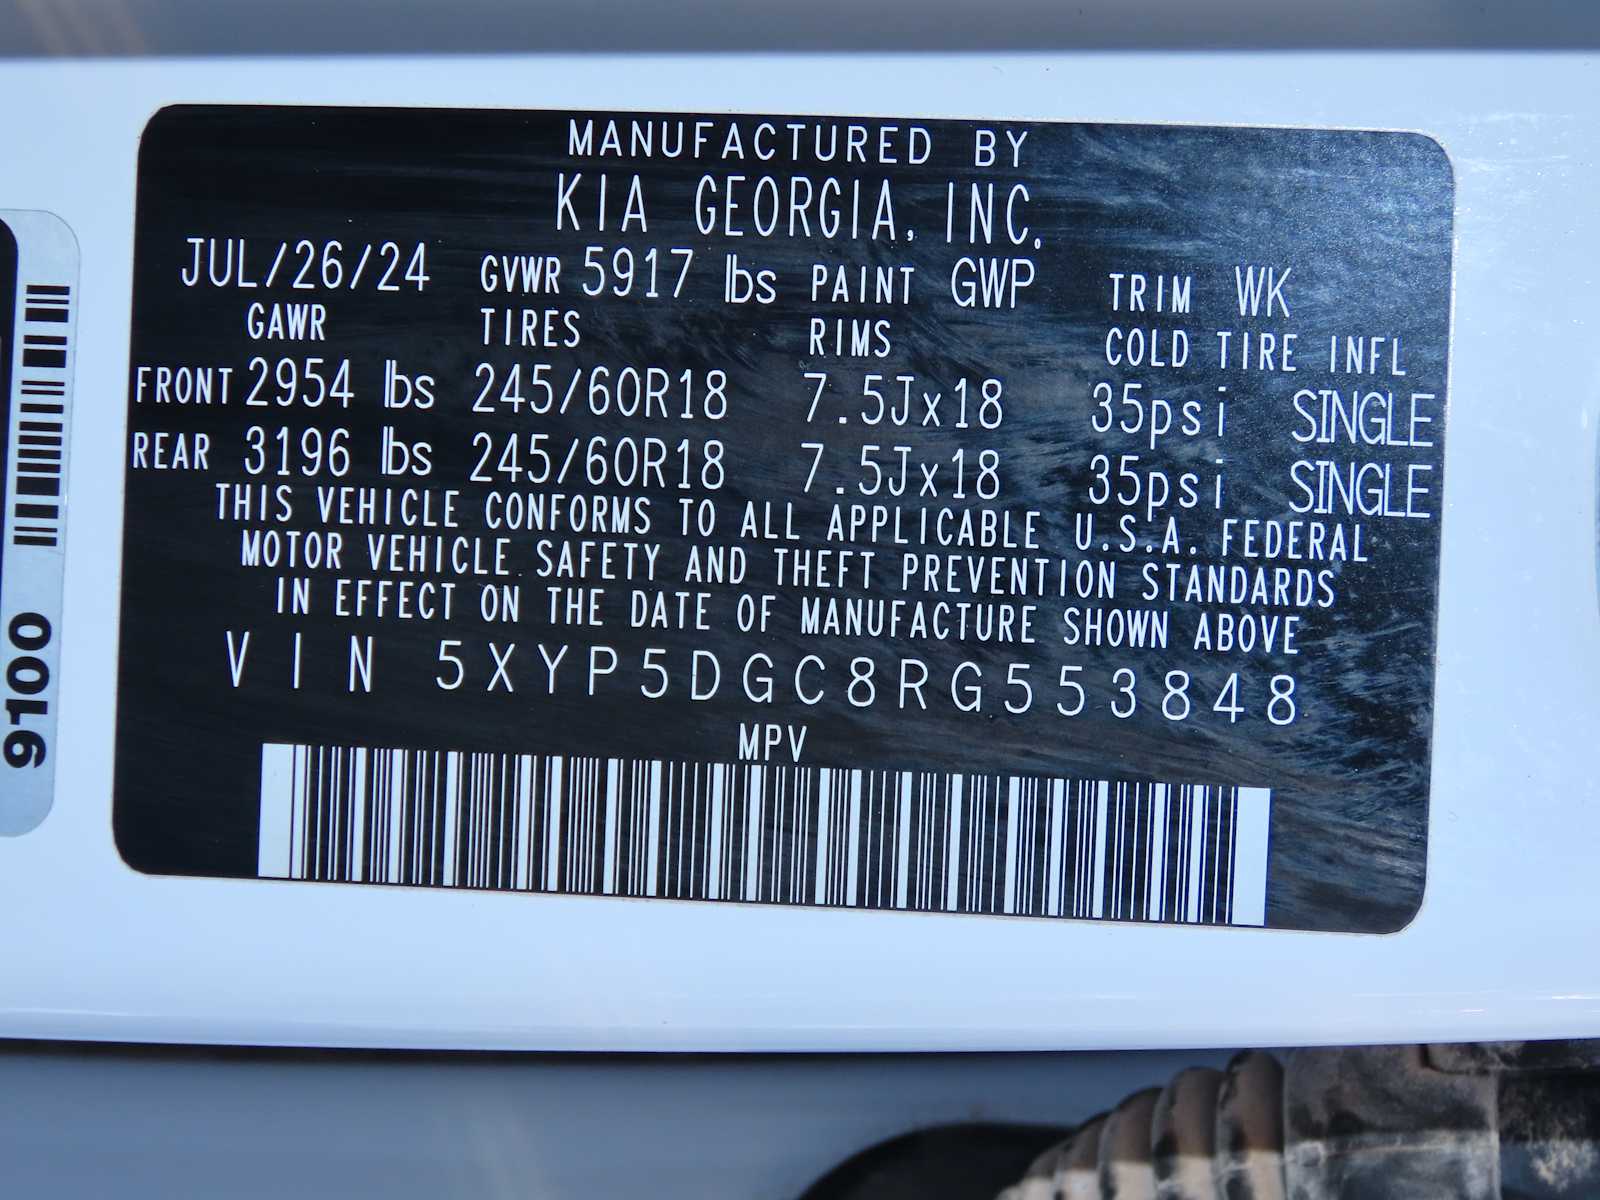 MANUFACTURED BY
KIA GEORGIA, INC.
JUL/26/24 GVWR 5917 lbs PAINT GWP TRIM WK
GAWR TIRES RIMS COLD TIRE INFL
FRONT 2954 lbs 245/60R18 7.5Jx18 35psi SINGLE
REAR 3196 lbs 245/60R18 7.5Jx18 35psi SINGLE
THIS VEHICLE CONFORMS TO ALL APPLICABLE U.S.A. FEDERAL
MOTOR VEHICLE SAFETY AND THEFT PREVENTION STANDARDS
IN EFFECT ON THE DATE OF MANUFACTURE SHOWN ABOVE
VIN 5XYP5DGC8RG553848
MPV
9100